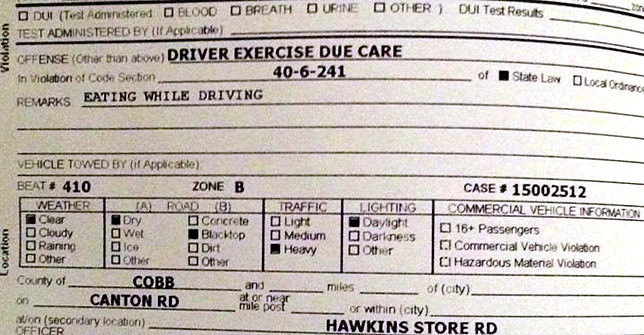 ☐ DUI (Test Administered ☐ BLOOD ☐ BREATH ☐ URINE ☐ OTHER ) DUI Test Results
TEST ADMINISTERED BY (If Applicable)
Violation
OFFENSE (Other than above) DRIVER EXERCISE DUE CARE
In Violation of Code Section 40-6-241 of ■ State Law ☐ Local Ordinance
REMARKS EATING WHILE DRIVING
VEHICLE TOWED BY (if Applicable)
BEAT # 410 ZONE B CASE # 15002512
Location
WEATHER (A) ROAD (B) TRAFFIC LIGHTING COMMERCIAL VEHICLE INFORMATION
■ Clear ■ Dry ☐ Concrete ☐ Light ■ Daylight ☐ 16+ Passengers
☐ Cloudy ☐ Wet ■ Blacktop ☐ Medium ☐ Darkness ☐ Commercial Vehicle Violation
☐ Raining ☐ Ice ☐ Dirt ■ Heavy ☐ Other ☐ Hazardous Material Violation
☐ Other ☐ Other ☐ Other
County of COBB and miles of (city)
on CANTON RD at or near mile post or within (city)
at/on (secondary location) HAWKINS STORE RD
OFFICER